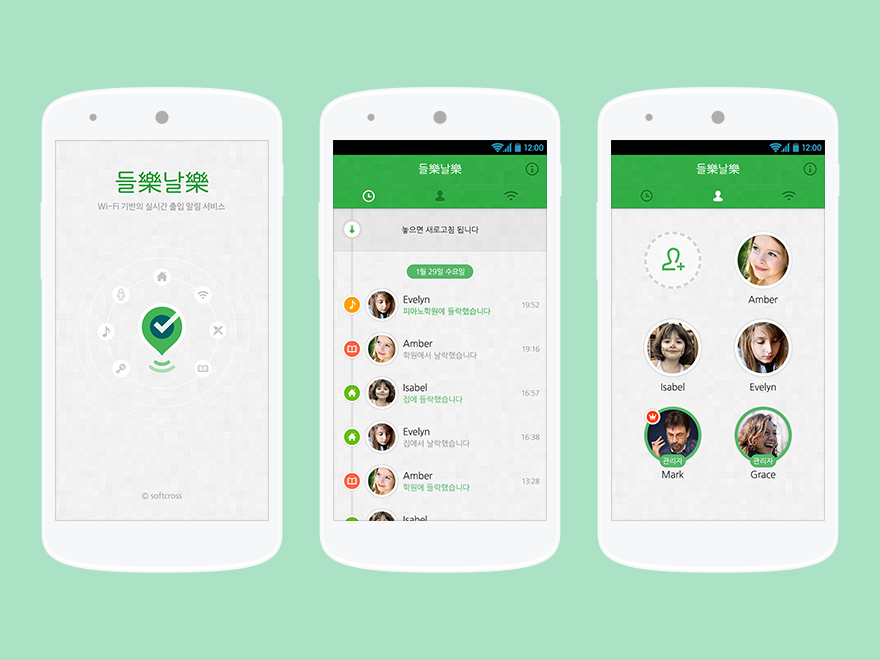 들樂날樂
Wi-Fi 기반의 실시간 출입 알림 서비스
© softcross
12:00
들樂날樂
놓으면 새로고침 됩니다
1월 29일 수요일
Evelyn
피아노학원에 들락했습니다
19:52
Amber
학원에서 날락했습니다
19:16
Isabel
집에 들락했습니다
16:57
Evelyn
집에서 날락했습니다
16:38
Amber
학원에 들락했습니다
13:28
Isabel
12:00
들樂날樂
Amber
Isabel
Evelyn
관리자
Mark
관리자
Grace